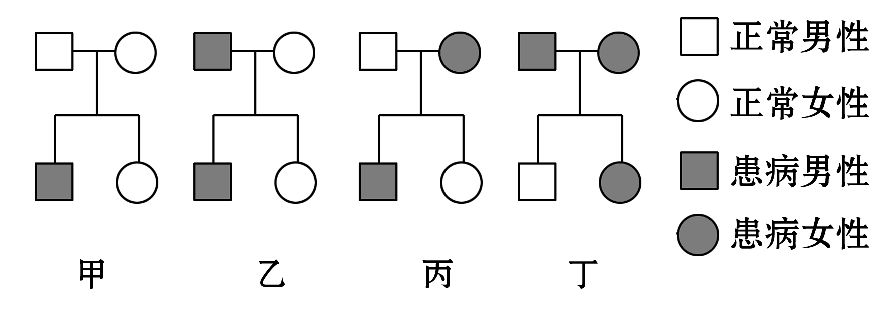 正常男性
正常女性
患病男性
患病女性
甲 乙 丙 丁